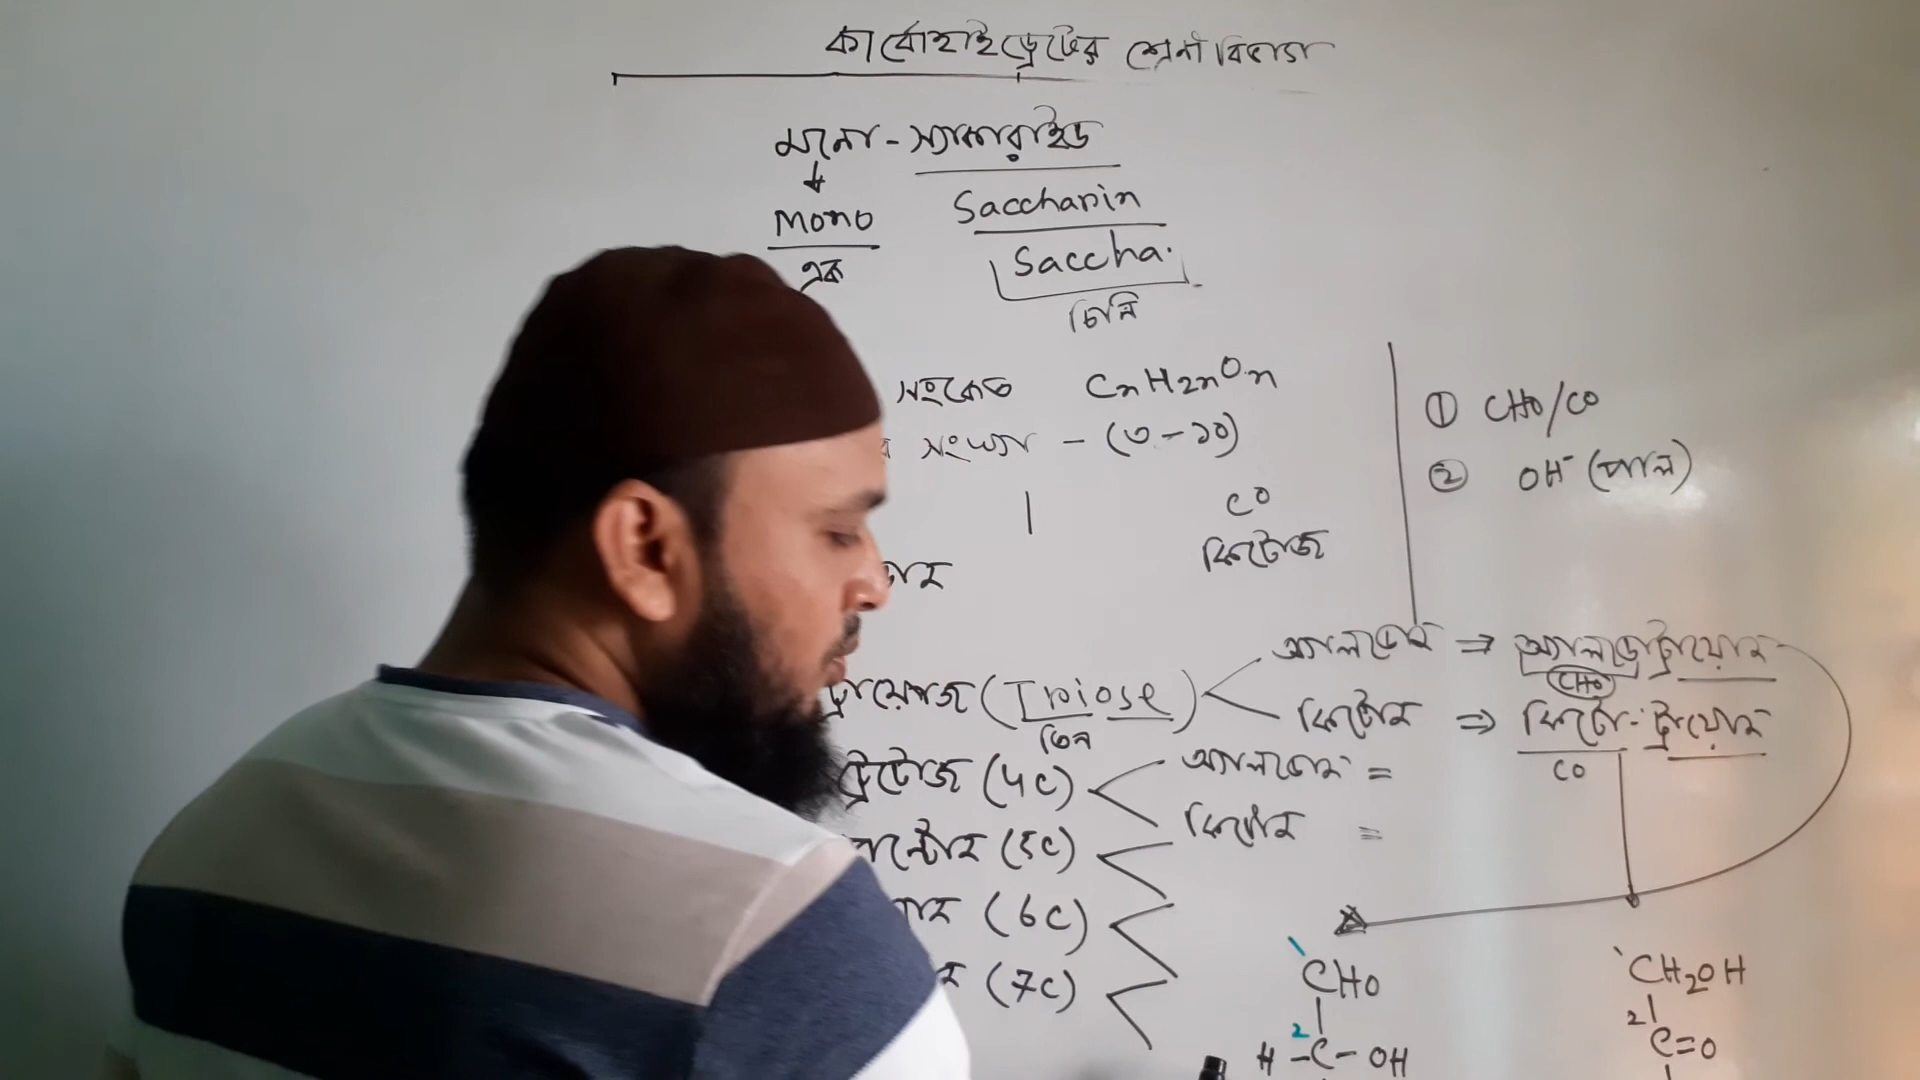 কার্বোহাইড্রেটের শ্রেনীবিভাগ
মনো - স্যাকারাইড
Mono
এক
Saccharin
Saccha.
চিনি
সংকেত CnH2nOn
সংখ্যা - (৩-১০)
① CHO/CO
② OH⁻ (পালি)
CO
কিটোজ
ট্রায়োজ (Triose)
তিন
অ্যালডোজ ⇒ অ্যালডোট্রায়োজ
CHO
কিটোজ ⇒ কিটো-ট্রায়োজ
CO
টেট্রোজ (4C)
অ্যালডোজ =
কিটোজ =
(5C)
(6C)
(7C)
CHO
2
H - C - OH
CH2OH
2
C=O